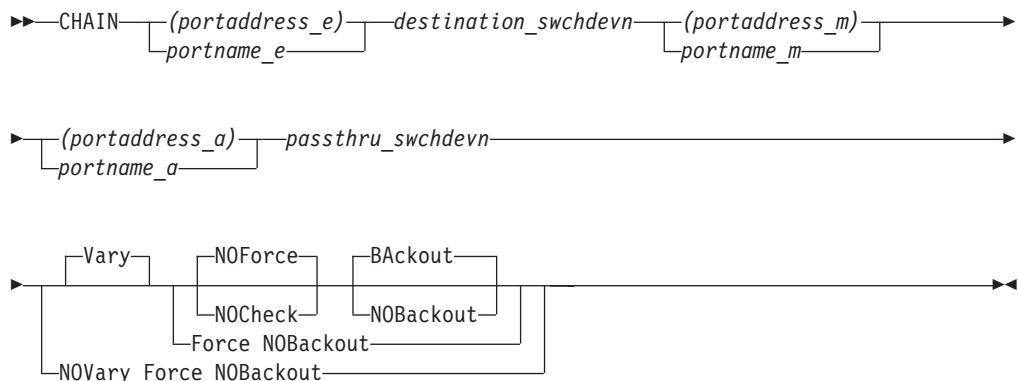 CHAIN (portaddress_e) destination_swchdevn (portaddress_m)
portname_e portname_m
(portaddress_a) passthru_swchdevn
portname_a
Vary NOForce BAckout
NOCheck NOBackout
Force NOBackout
NOVary Force NOBackout